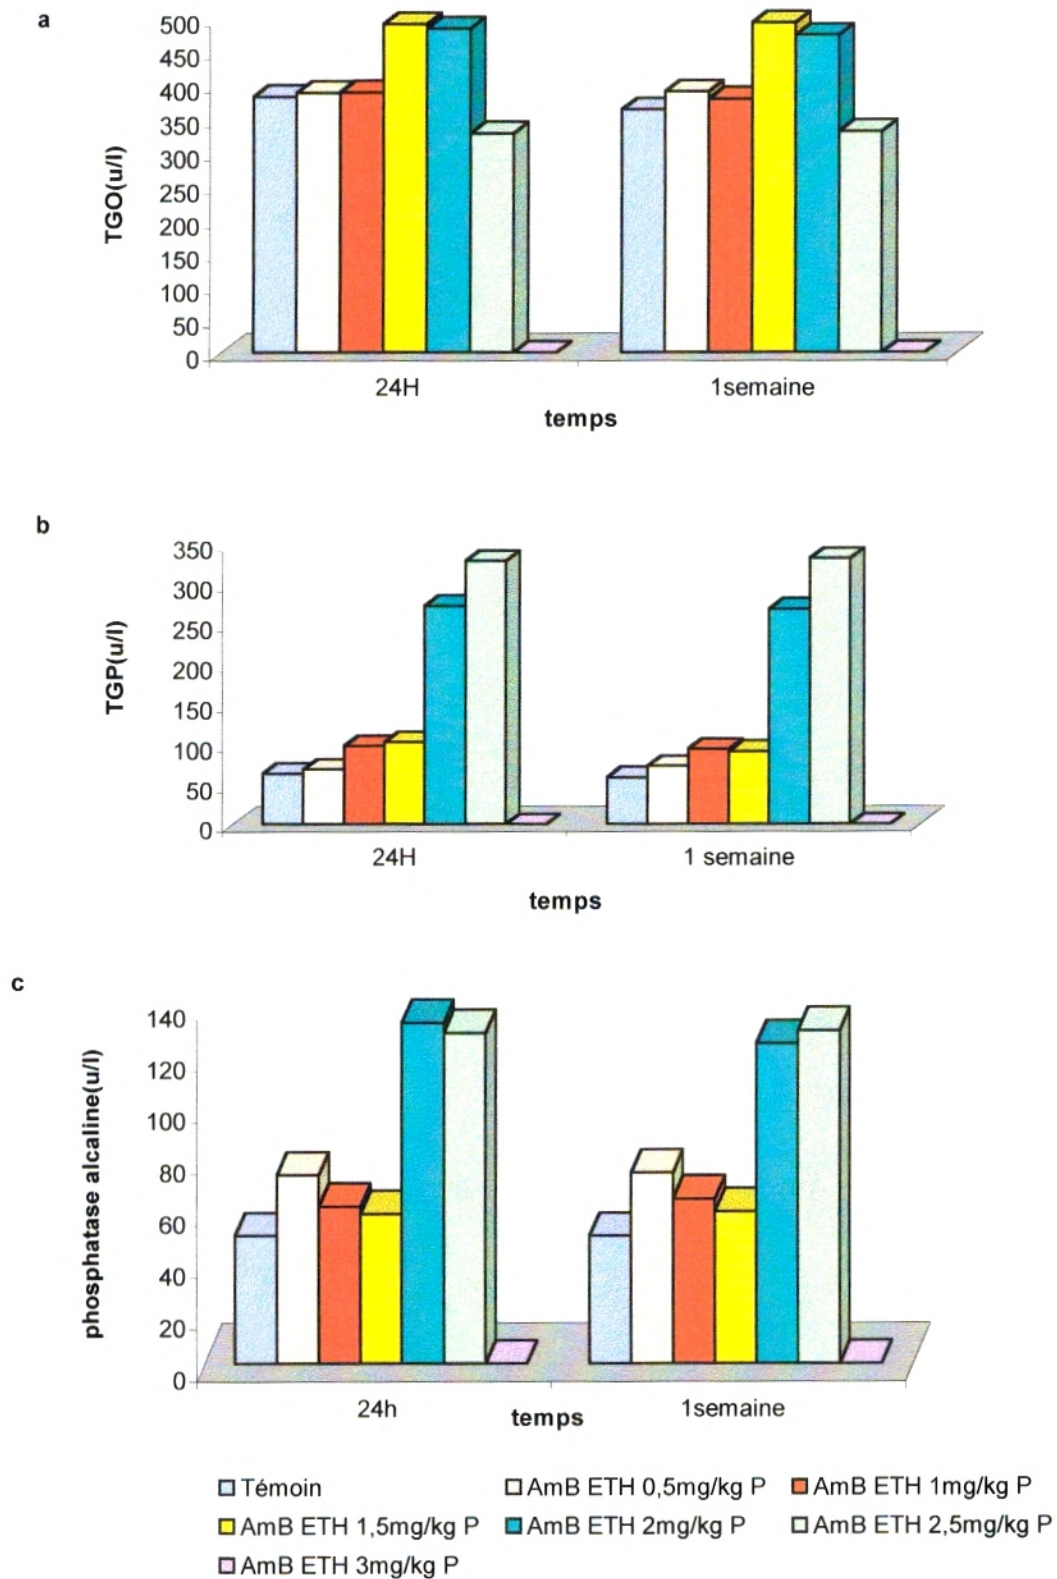 a
500
450
400
350
300
250
200
150
100
50
0
TGO(u/l)
24H
1semaine
temps
b
350
300
250
200
150
100
50
0
TGP(u/l)
24H
1 semaine
temps
c
140
120
100
80
60
40
20
0
phosphatase alcaline(u/l)
24h
1semaine
temps
Témoin
AmB ETH 0,5mg/kg P
AmB ETH 1mg/kg P
AmB ETH 1,5mg/kg P
AmB ETH 2mg/kg P
AmB ETH 2,5mg/kg P
AmB ETH 3mg/kg P